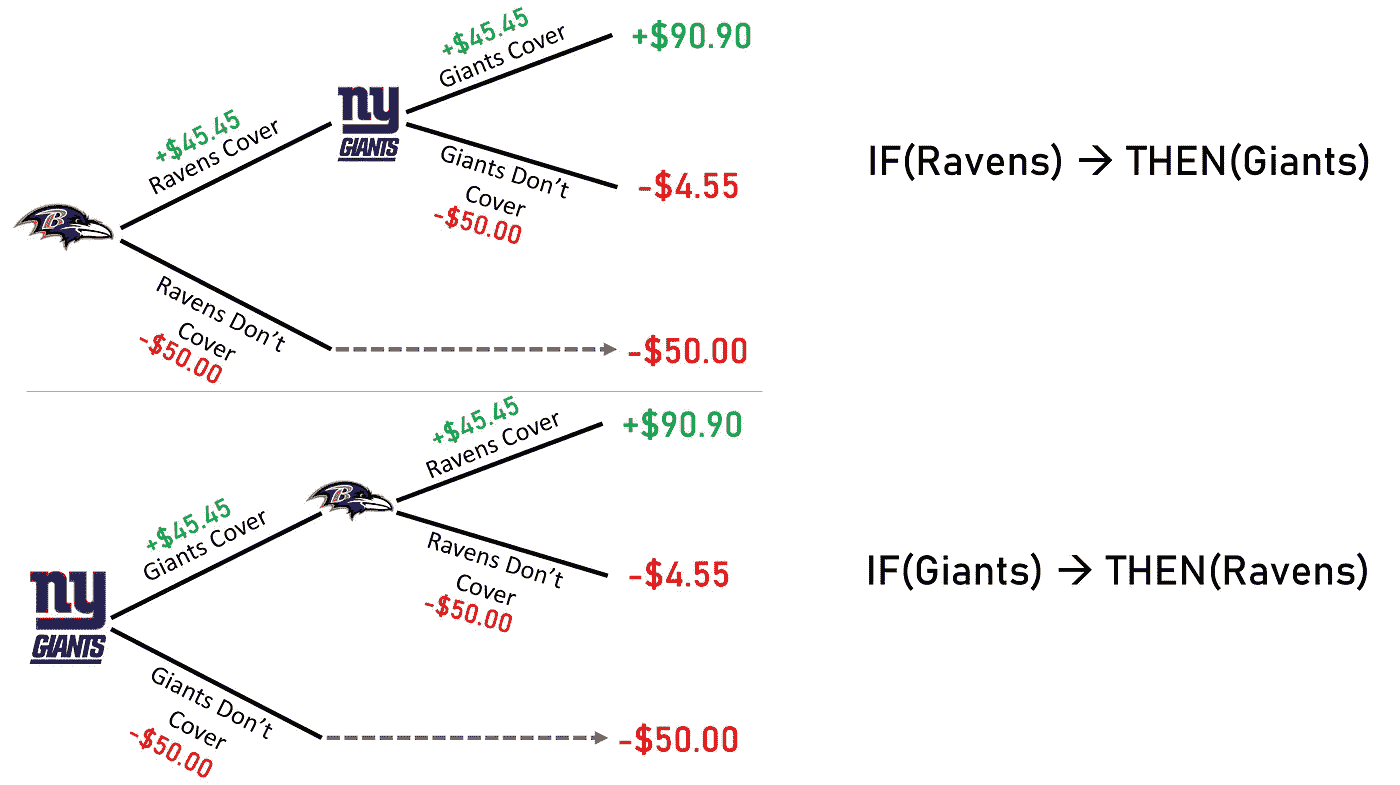 +$45.45
Giants Cover
+$90.90
+$45.45
Ravens Cover
ny
GIANTS
Giants Don't
Cover
-$50.00
-$4.55
IF(Ravens) → THEN(Giants)
B
Ravens Don't
Cover
-$50.00
-$50.00
+$45.45
Ravens Cover
+$90.90
+$45.45
Giants Cover
B
Ravens Don't
Cover
-$50.00
-$4.55
IF(Giants) → THEN(Ravens)
ny
GIANTS
Giants Don't
Cover
-$50.00
-$50.00